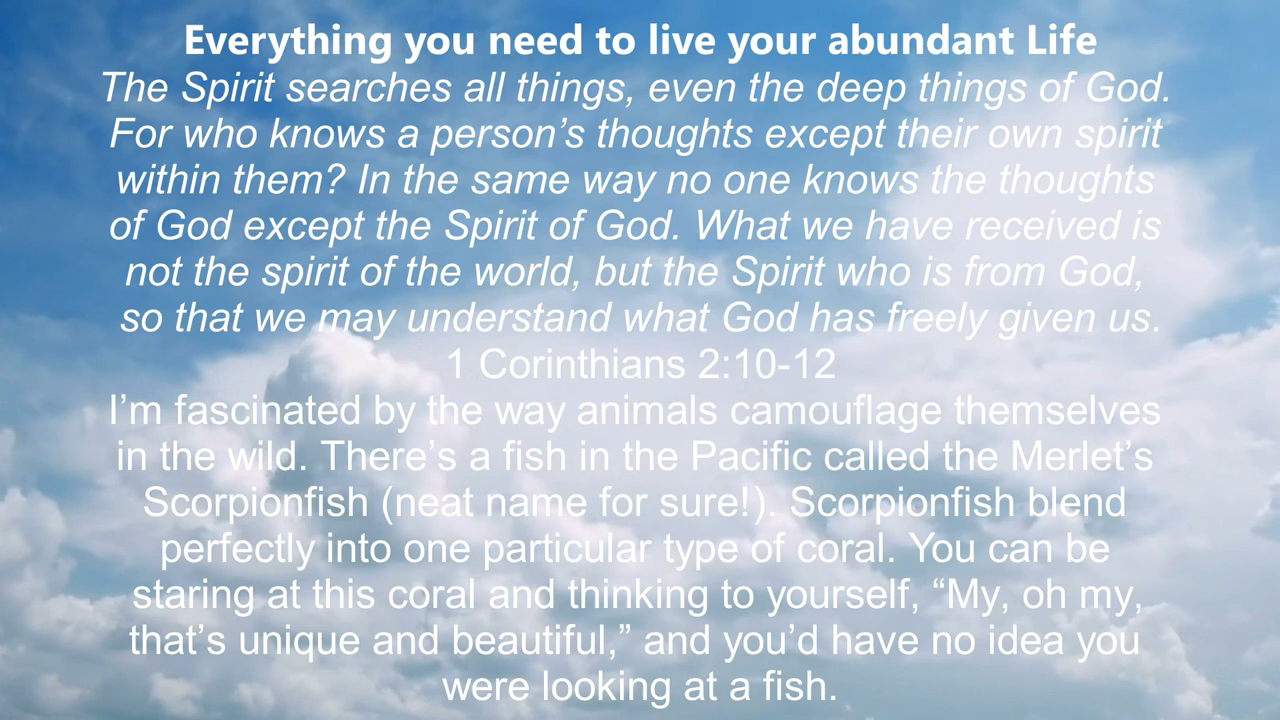 Everything you need to live your abundant Life
The Spirit searches all things, even the deep things of God.
For who knows a person’s thoughts except their own spirit
within them? In the same way no one knows the thoughts
of God except the Spirit of God. What we have received is
not the spirit of the world, but the Spirit who is from God,
so that we may understand what God has freely given us.
1 Corinthians 2:10-12
I’m fascinated by the way animals camouflage themselves
in the wild. There’s a fish in the Pacific called the Merlet’s
Scorpionfish (neat name for sure!). Scorpionfish blend
perfectly into one particular type of coral. You can be
staring at this coral and thinking to yourself, “My, oh my,
that’s unique and beautiful,” and you’d have no idea you
were looking at a fish.